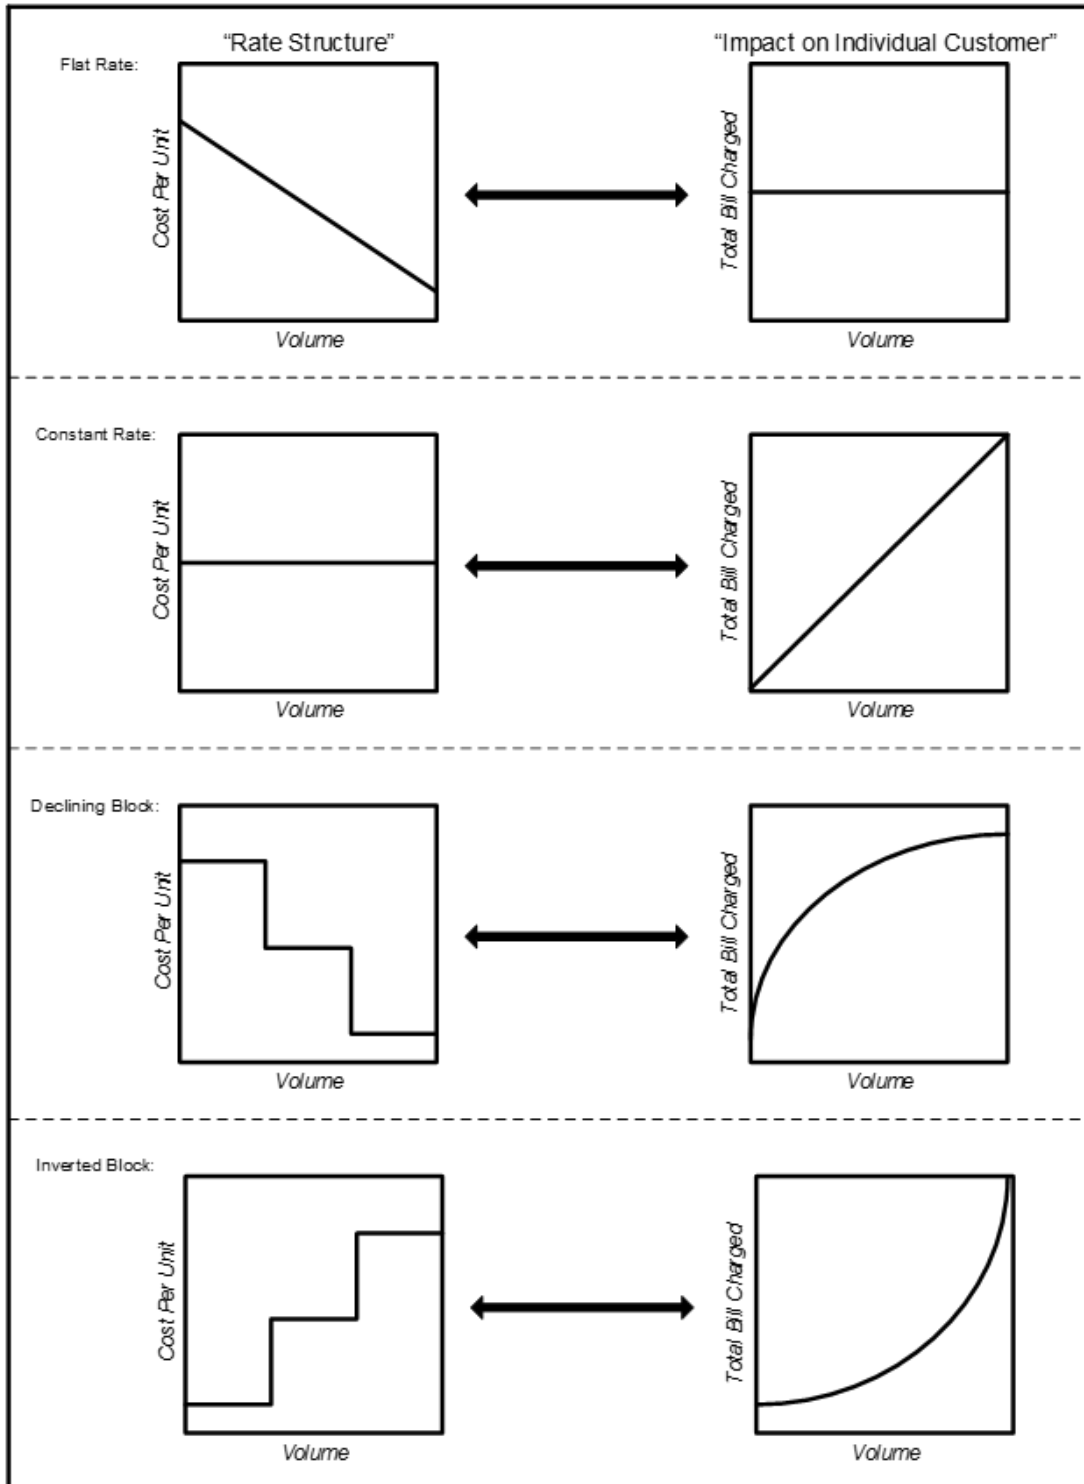 “Rate Structure”
“Impact on Individual Customer”
Flat Rate:
Cost Per Unit
Volume
Total Bill Charged
Volume
Constant Rate:
Cost Per Unit
Volume
Total Bill Charged
Volume
Declining Block:
Cost Per Unit
Volume
Total Bill Charged
Volume
Inverted Block:
Cost Per Unit
Volume
Total Bill Charged
Volume